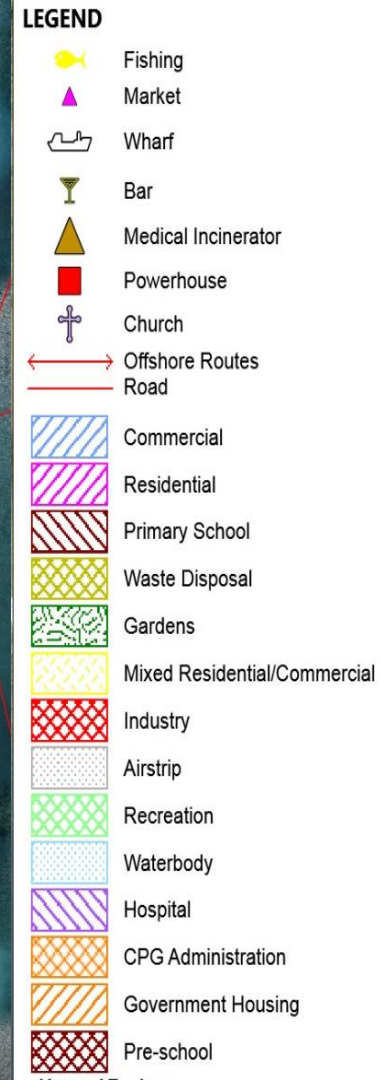 LEGEND
Fishing
Market
Wharf
Bar
Medical Incinerator
Powerhouse
Church
Offshore Routes
Road
Commercial
Residential
Primary School
Waste Disposal
Gardens
Mixed Residential/Commercial
Industry
Airstrip
Recreation
Waterbody
Hospital
CPG Administration
Government Housing
Pre-school